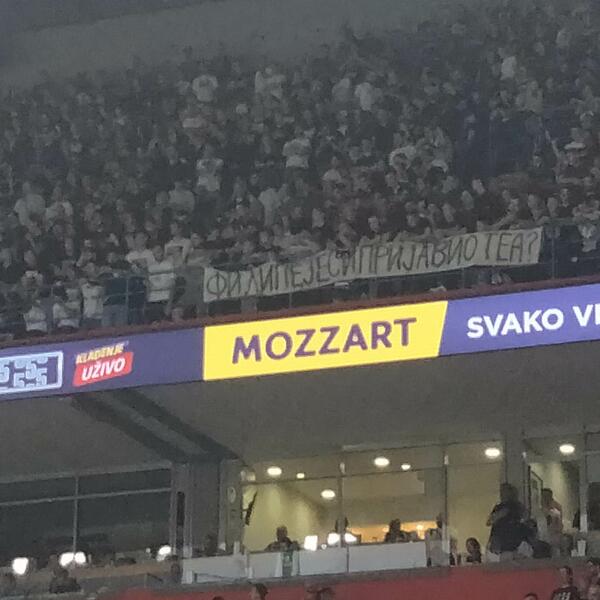 ФИЛИПЕ ЈЕСИ ПРИЈАВИО ТЕА?
KLAĐENJE
UŽIVO
MOZZART
SVAKO